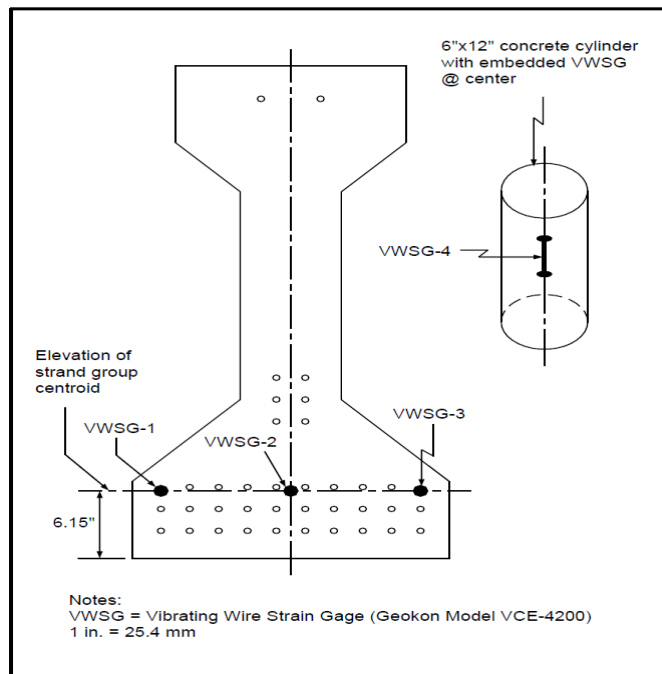 6"x12" concrete cylinder
with embedded VWSG
@ center
VWSG-4
Elevation of
strand group
centroid
VWSG-1
VWSG-2
VWSG-3
6.15"
Notes:
VWSG = Vibrating Wire Strain Gage (Geokon Model VCE-4200)
1 in. = 25.4 mm